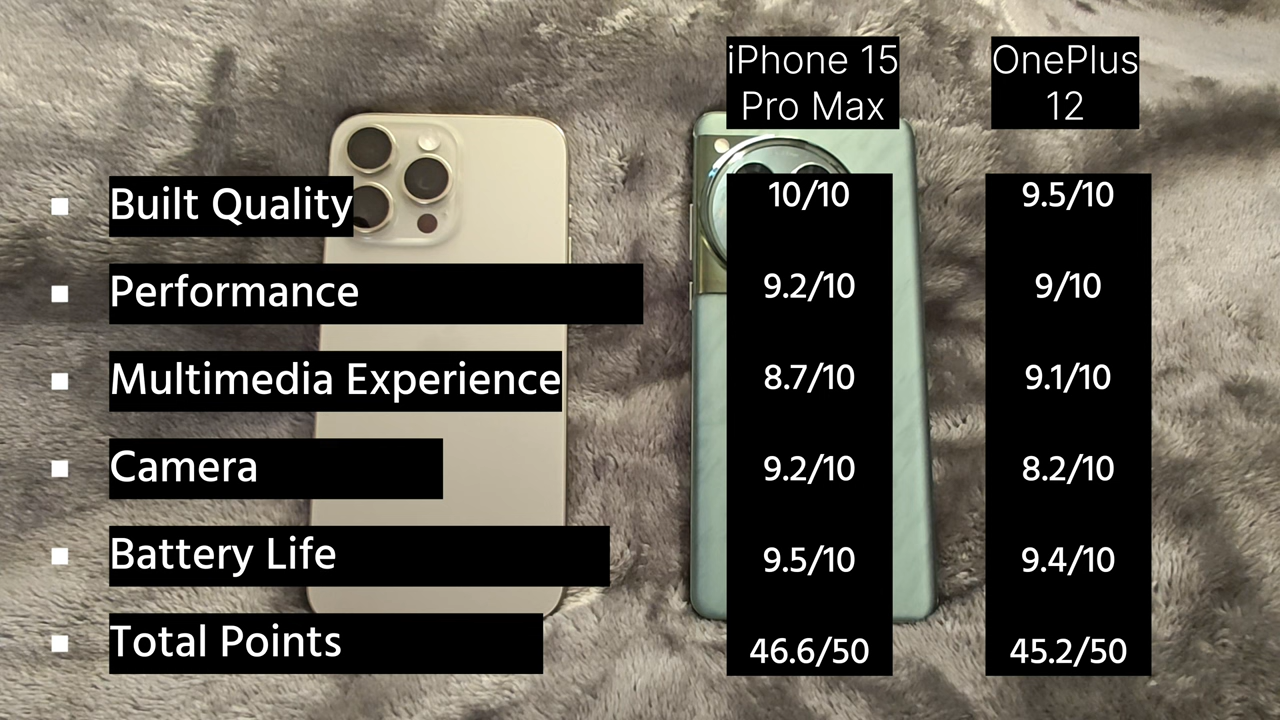 iPhone 15
Pro Max
OnePlus
12
▪ Built Quality 10/10 9.5/10
▪ Performance 9.2/10 9/10
▪ Multimedia Experience 8.7/10 9.1/10
▪ Camera 9.2/10 8.2/10
▪ Battery Life 9.5/10 9.4/10
▪ Total Points 46.6/50 45.2/50